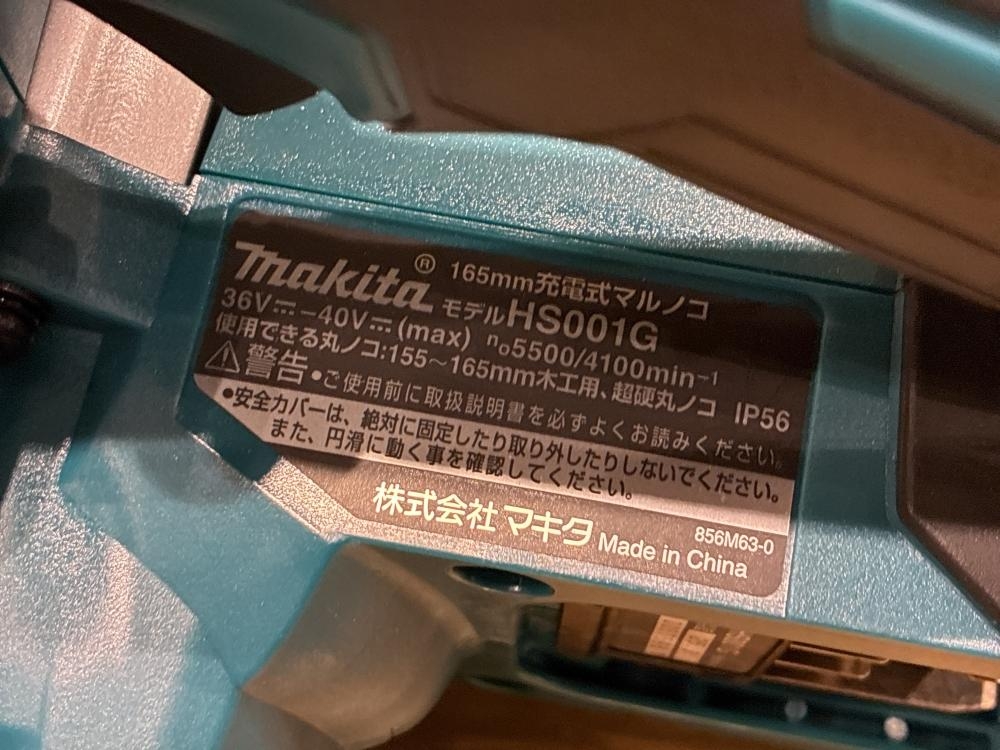 makita® 165mm充電式マルノコ
モデルHS001G
36V⎓-40V⎓(max) n₀5500/4100min⁻¹
使用できる丸ノコ:155～165mm木工用、超硬丸ノコ IP56
⚠警告 ●ご使用前に取扱説明書を必ずよくお読みください。
●安全カバーは、絶対に固定したり取り外したりしないでください。
また、円滑に動く事を確認してください。
株式会社マキタ Made in China
856M63-0